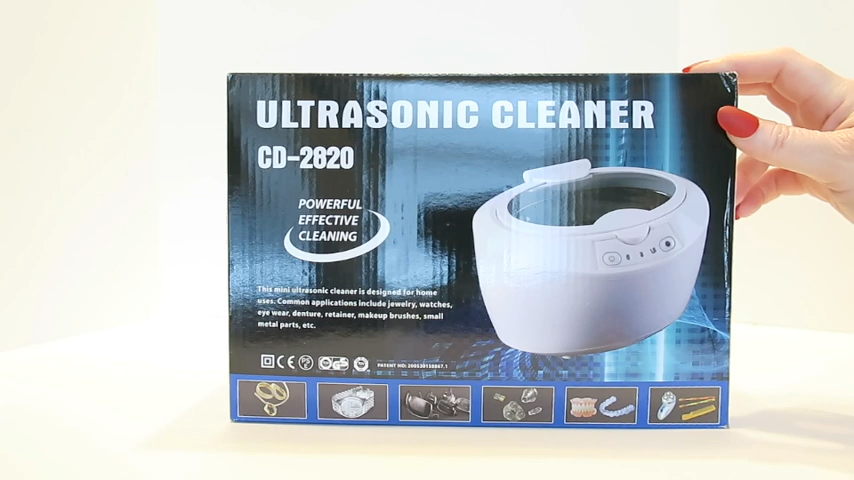 ULTRASONIC CLEANER
CD-2820
POWERFUL
EFFECTIVE
CLEANING
This mini ultrasonic cleaner is designed for home
uses. Common applications include jewelry, watches,
eye wear, denture, retainer, makeup brushes, small
metal parts, etc.
PATENT NO: